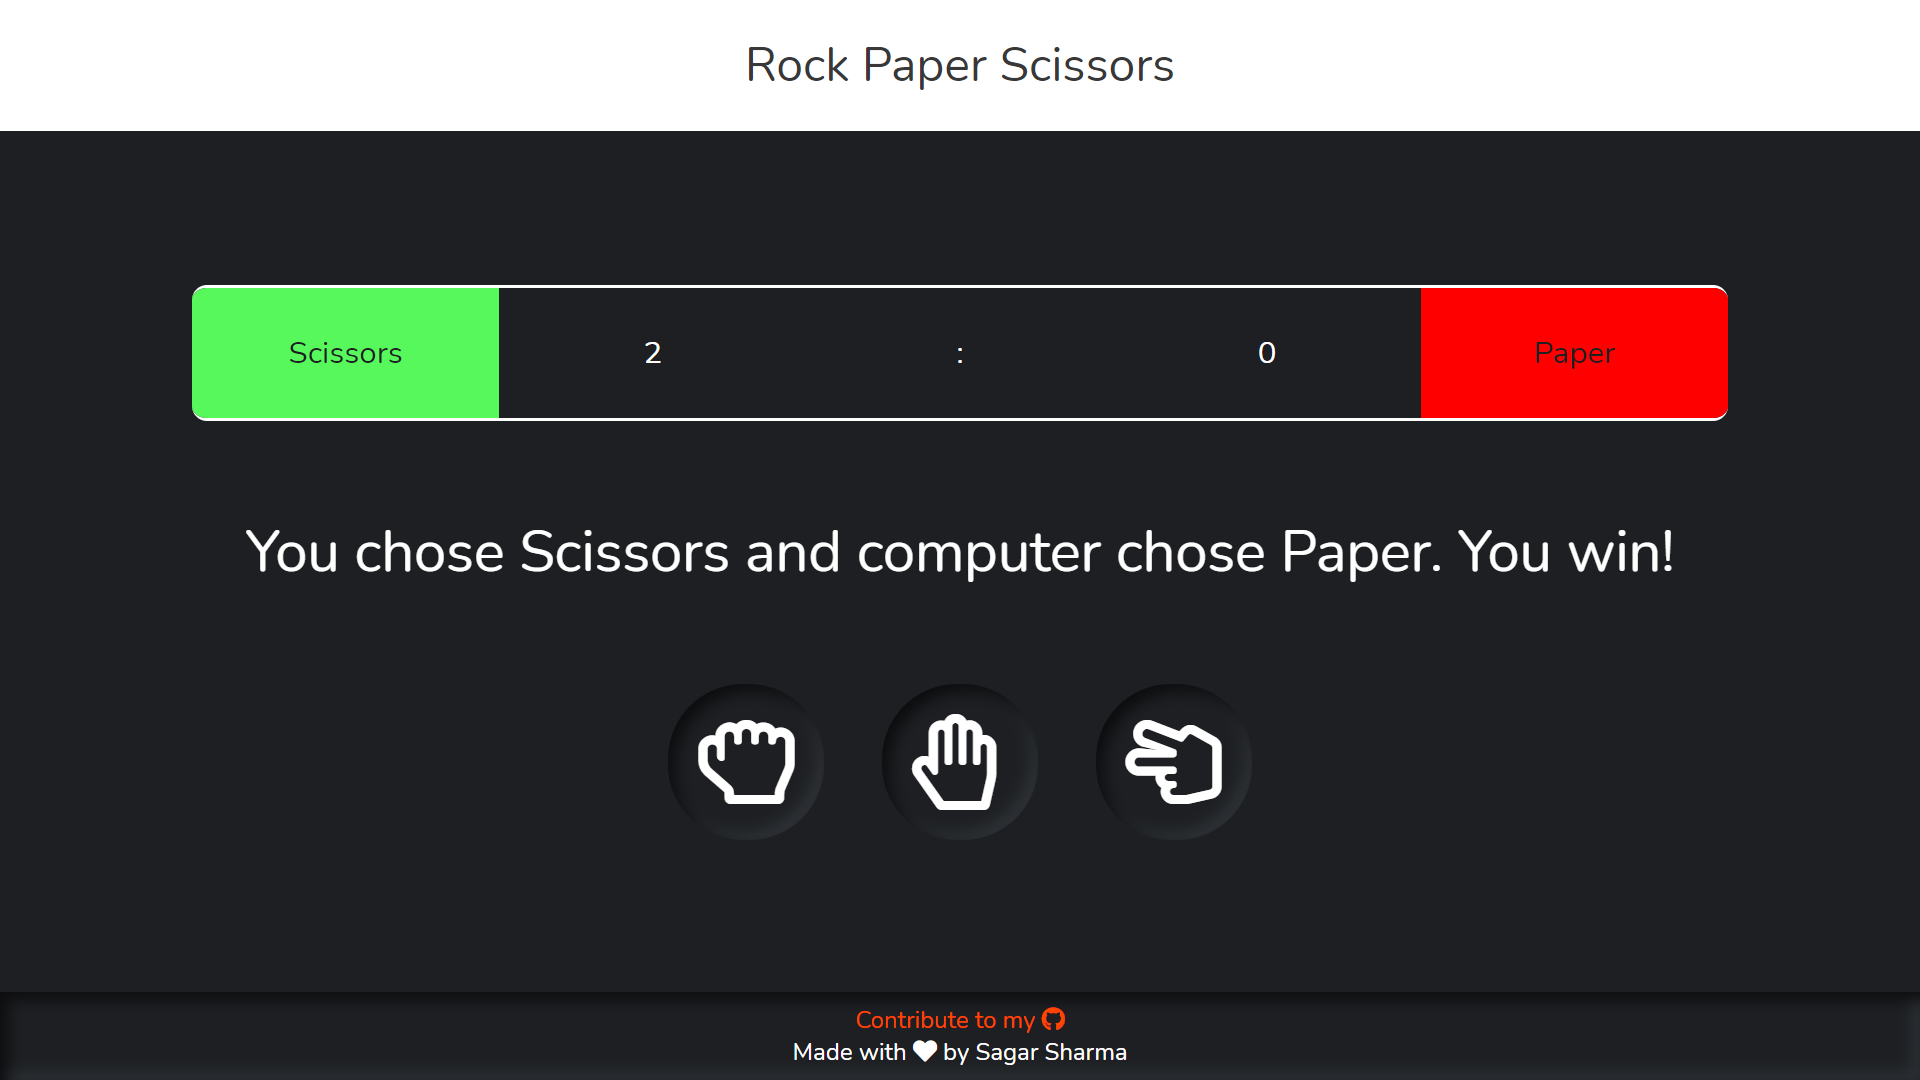 Rock Paper Scissors
Scissors 2 : 0 Paper
You chose Scissors and computer chose Paper. You win!
Contribute to my
Made with by Sagar Sharma